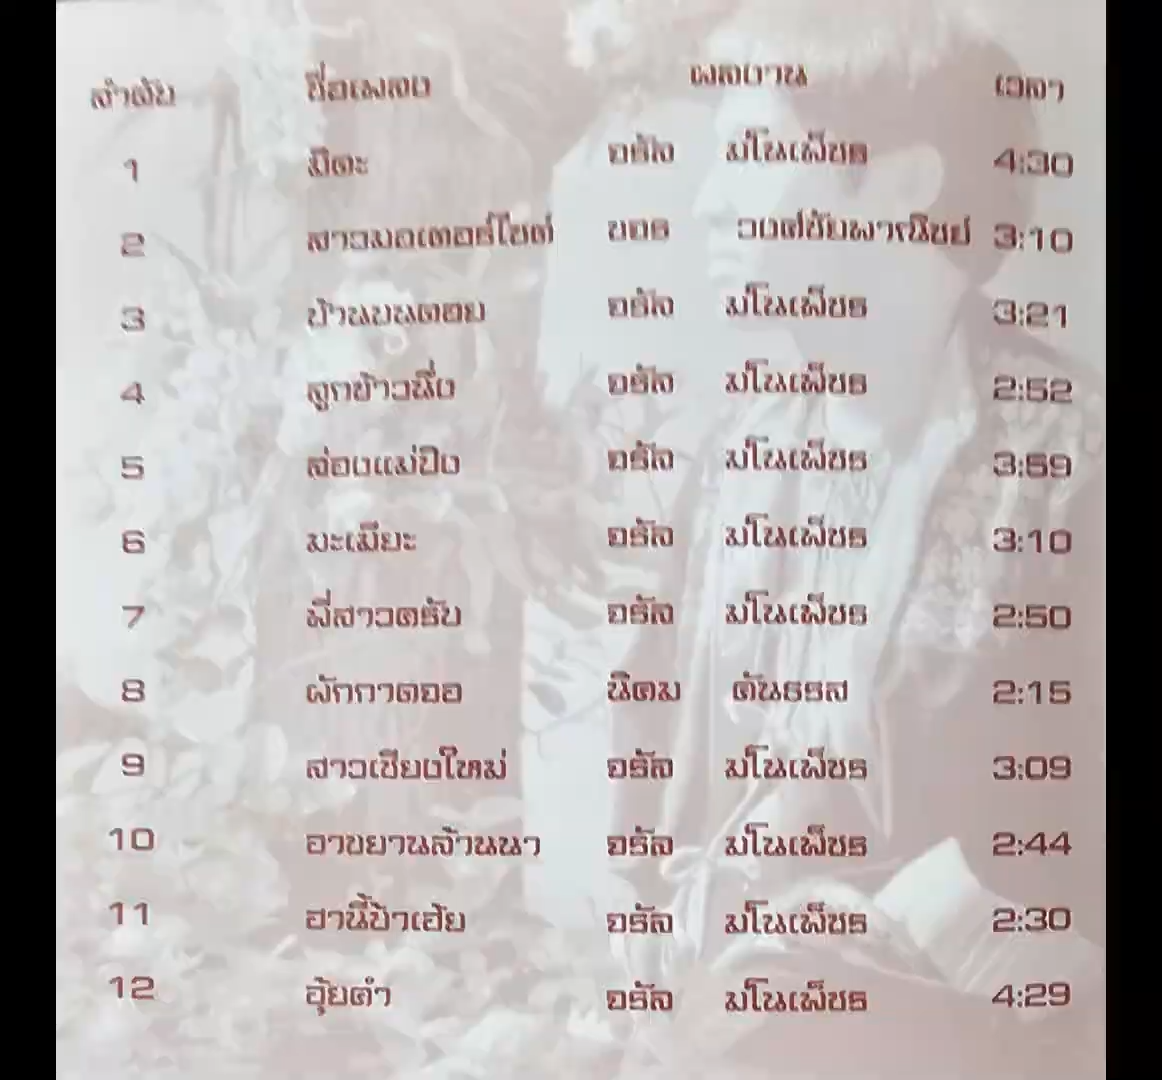 ลำดับ ชื่อเพลง ผลงาน เวลา
1 มิดะ จรัล มโนเพ็ชร 4:30
2 สาวมอเตอร์ไซค์ ขจร วงศ์ชัยพาณิชย์ 3:10
3 บ้านบนดอย จรัล มโนเพ็ชร 3:21
4 ลูกข้าวนึ่ง จรัล มโนเพ็ชร 2:52
5 ล่องแม่ปิง จรัล มโนเพ็ชร 3:59
6 มะเมียะ จรัล มโนเพ็ชร 3:10
7 พี่สาวครับ จรัล มโนเพ็ชร 2:50
8 ผักกาดจอ นิคม ตันธรส 2:15
9 สาวเชียงใหม่ จรัล มโนเพ็ชร 3:09
10 อาขยานล้านนา จรัล มโนเพ็ชร 2:44
11 ฮานี้บ้าเฮ้ย จรัล มโนเพ็ชร 2:30
12 อุ้ยคำ จรัล มโนเพ็ชร 4:29